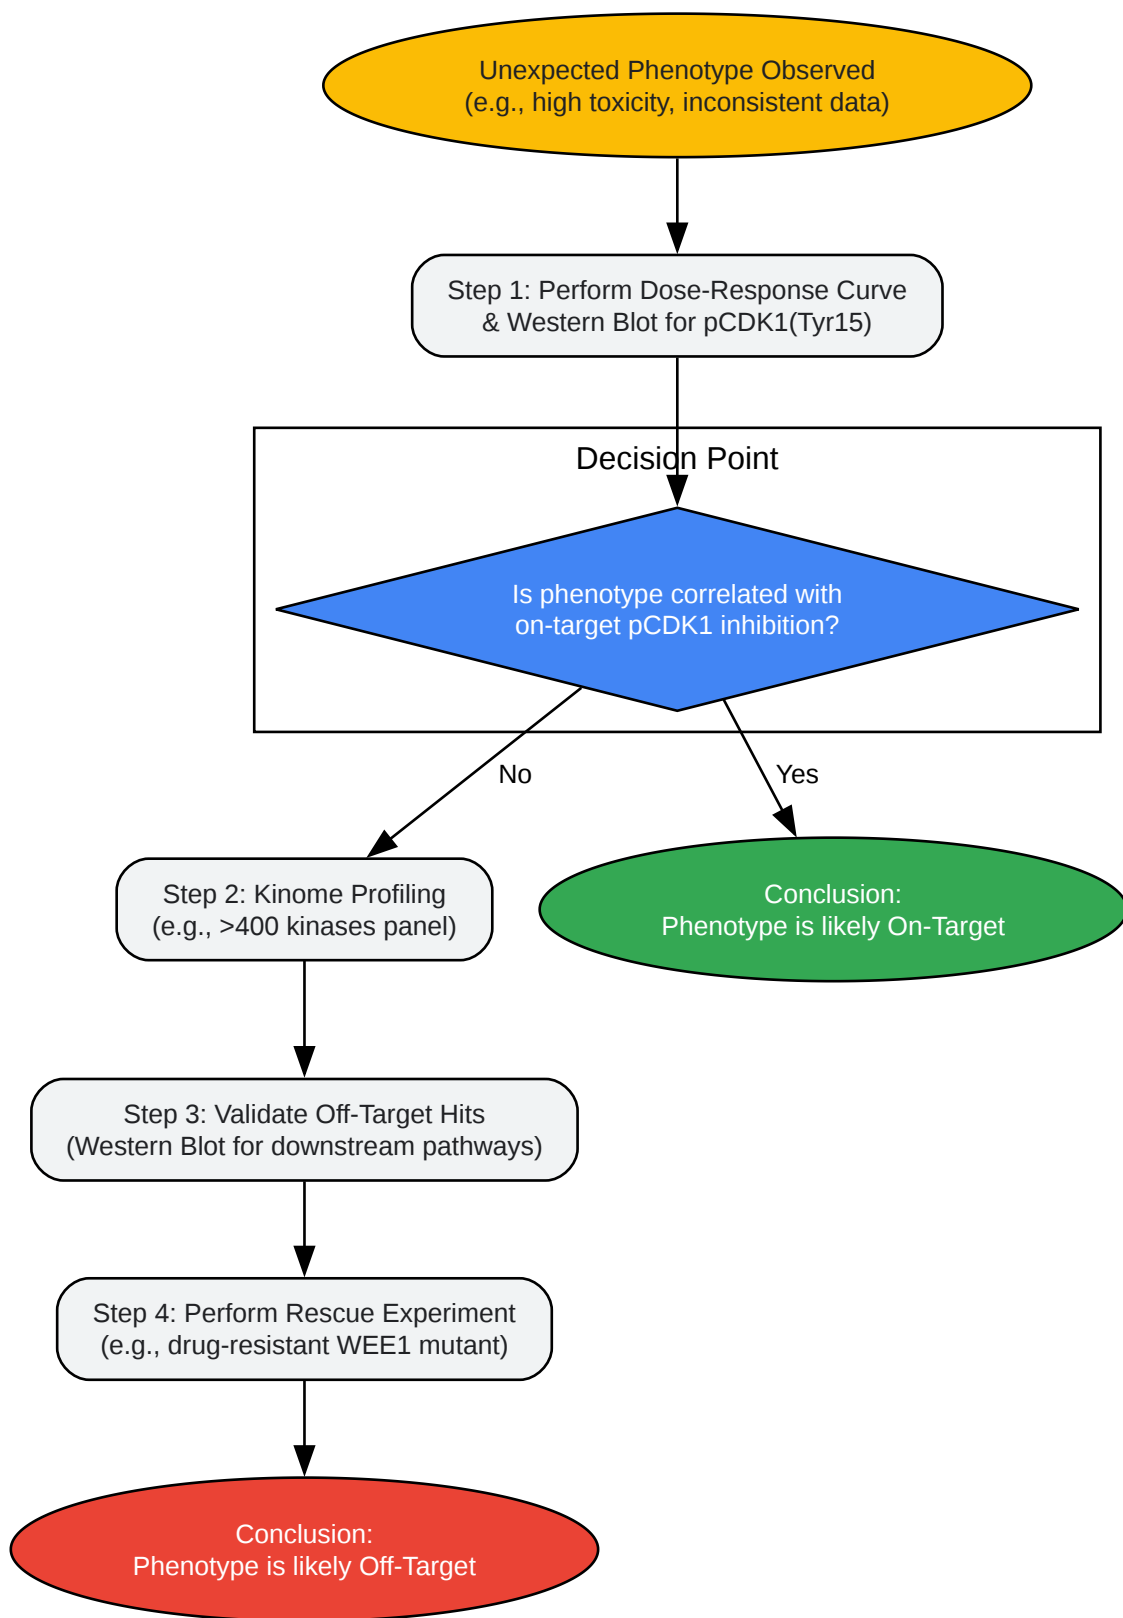 Unexpected Phenotype Observed
(e.g., high toxicity, inconsistent data)
Step 1: Perform Dose-Response Curve
& Western Blot for pCDK1(Tyr15)
Decision Point
Is phenotype correlated with
on-target pCDK1 inhibition?
No
Yes
Step 2: Kinome Profiling
(e.g., >400 kinases panel)
Conclusion:
Phenotype is likely On-Target
Step 3: Validate Off-Target Hits
(Western Blot for downstream pathways)
Step 4: Perform Rescue Experiment
(e.g., drug-resistant WEE1 mutant)
Conclusion:
Phenotype is likely Off-Target